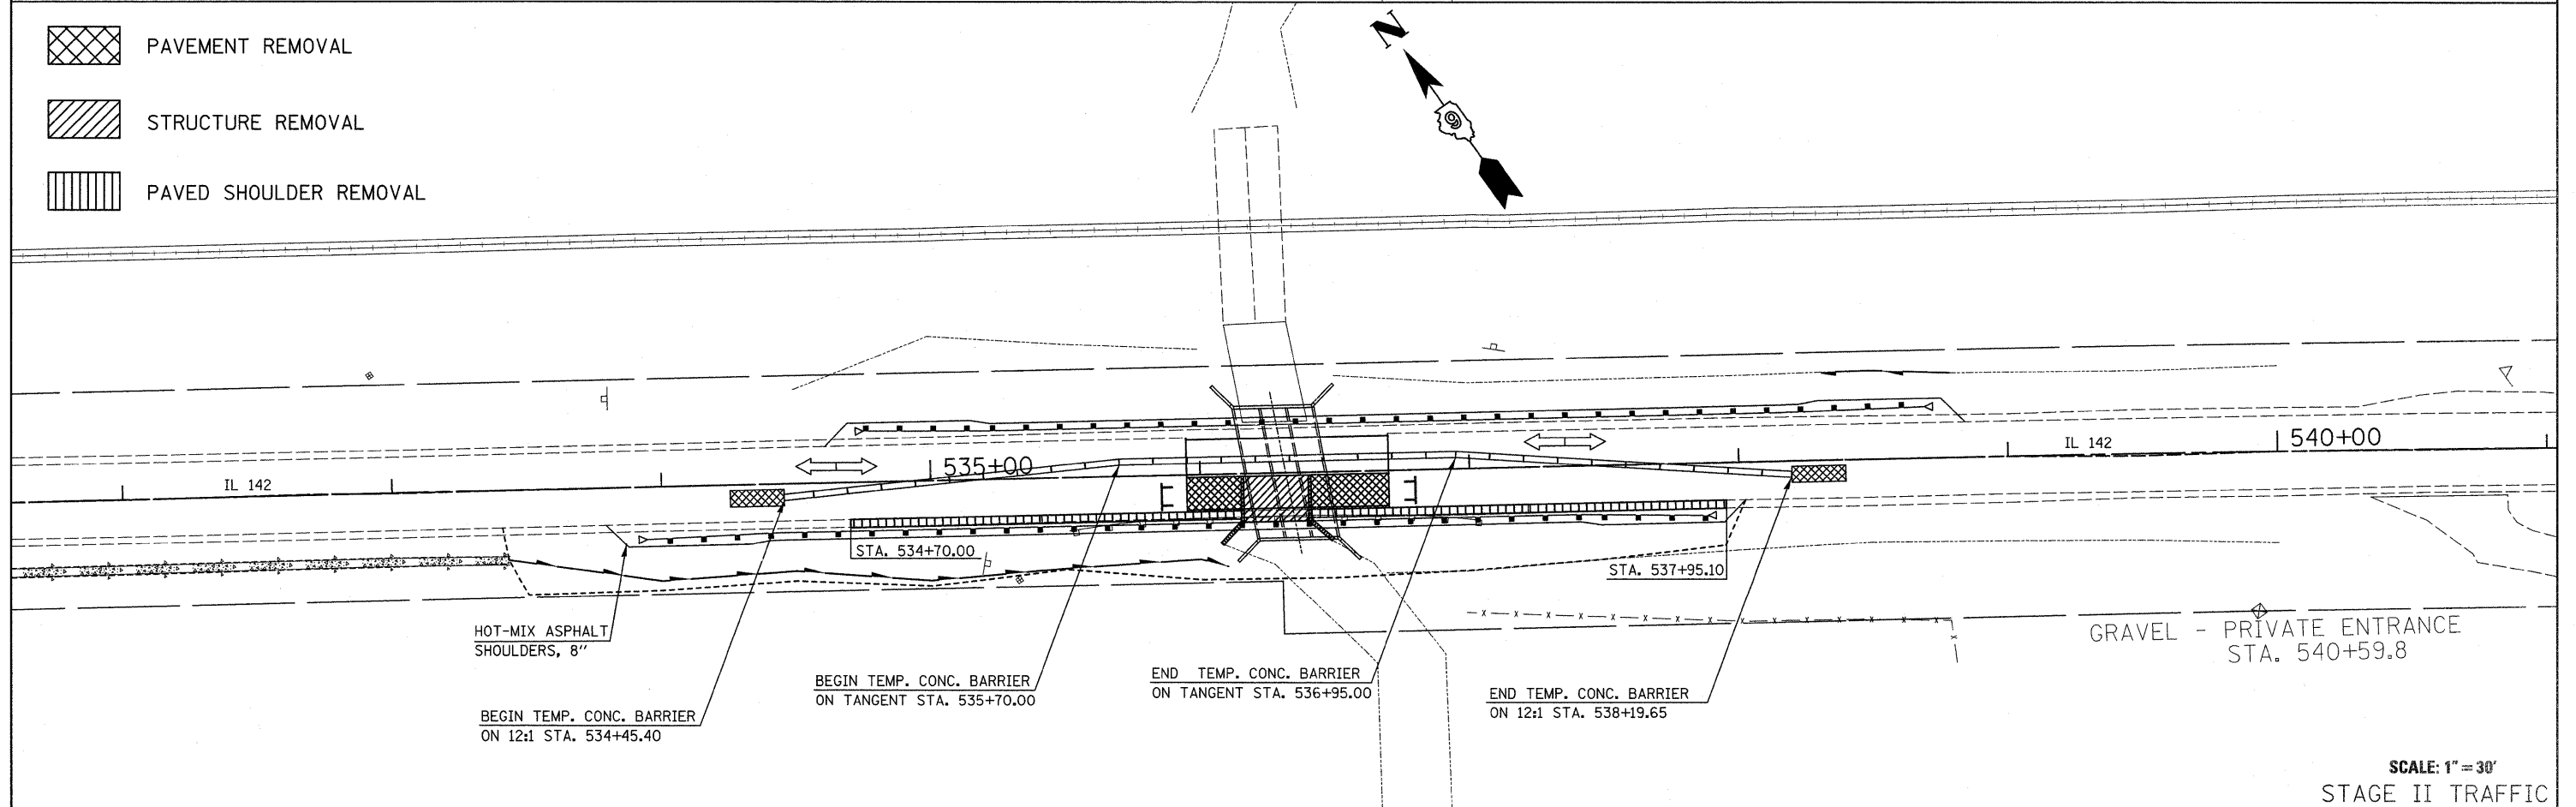 PAVEMENT REMOVAL
STRUCTURE REMOVAL
PAVED SHOULDER REMOVAL
N
9
IL 142
535+00
IL 142
540+00
STA. 534+70.00
STA. 537+95.10
HOT-MIX ASPHALT
SHOULDERS, 8"
BEGIN TEMP. CONC. BARRIER
ON 12:1 STA. 534+45.40
BEGIN TEMP. CONC. BARRIER
ON TANGENT STA. 535+70.00
END TEMP. CONC. BARRIER
ON TANGENT STA. 536+95.00
END TEMP. CONC. BARRIER
ON 12:1 STA. 538+19.65
GRAVEL - PRIVATE ENTRANCE
STA. 540+59.8
SCALE: 1" = 30'
STAGE II TRAFFIC